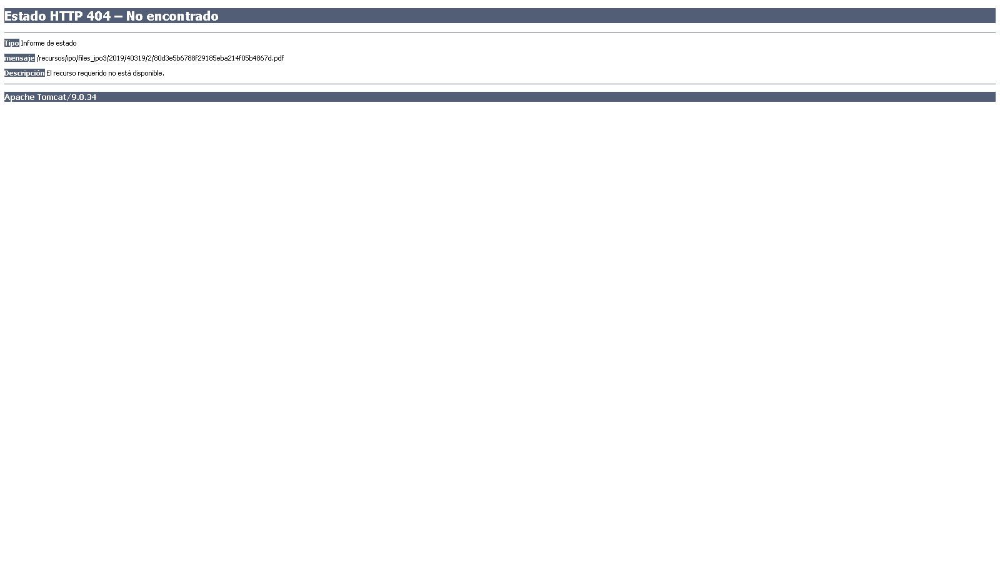 Estado HTTP 404 – No encontrado
Tipo Informe de estado
mensaje /recursos/ipo/files_ipo3/2019/40319/2/80d3e5b6788f29185eba214f05b4867d.pdf
Descripción El recurso requerido no está disponible.
Apache Tomcat/9.0.34